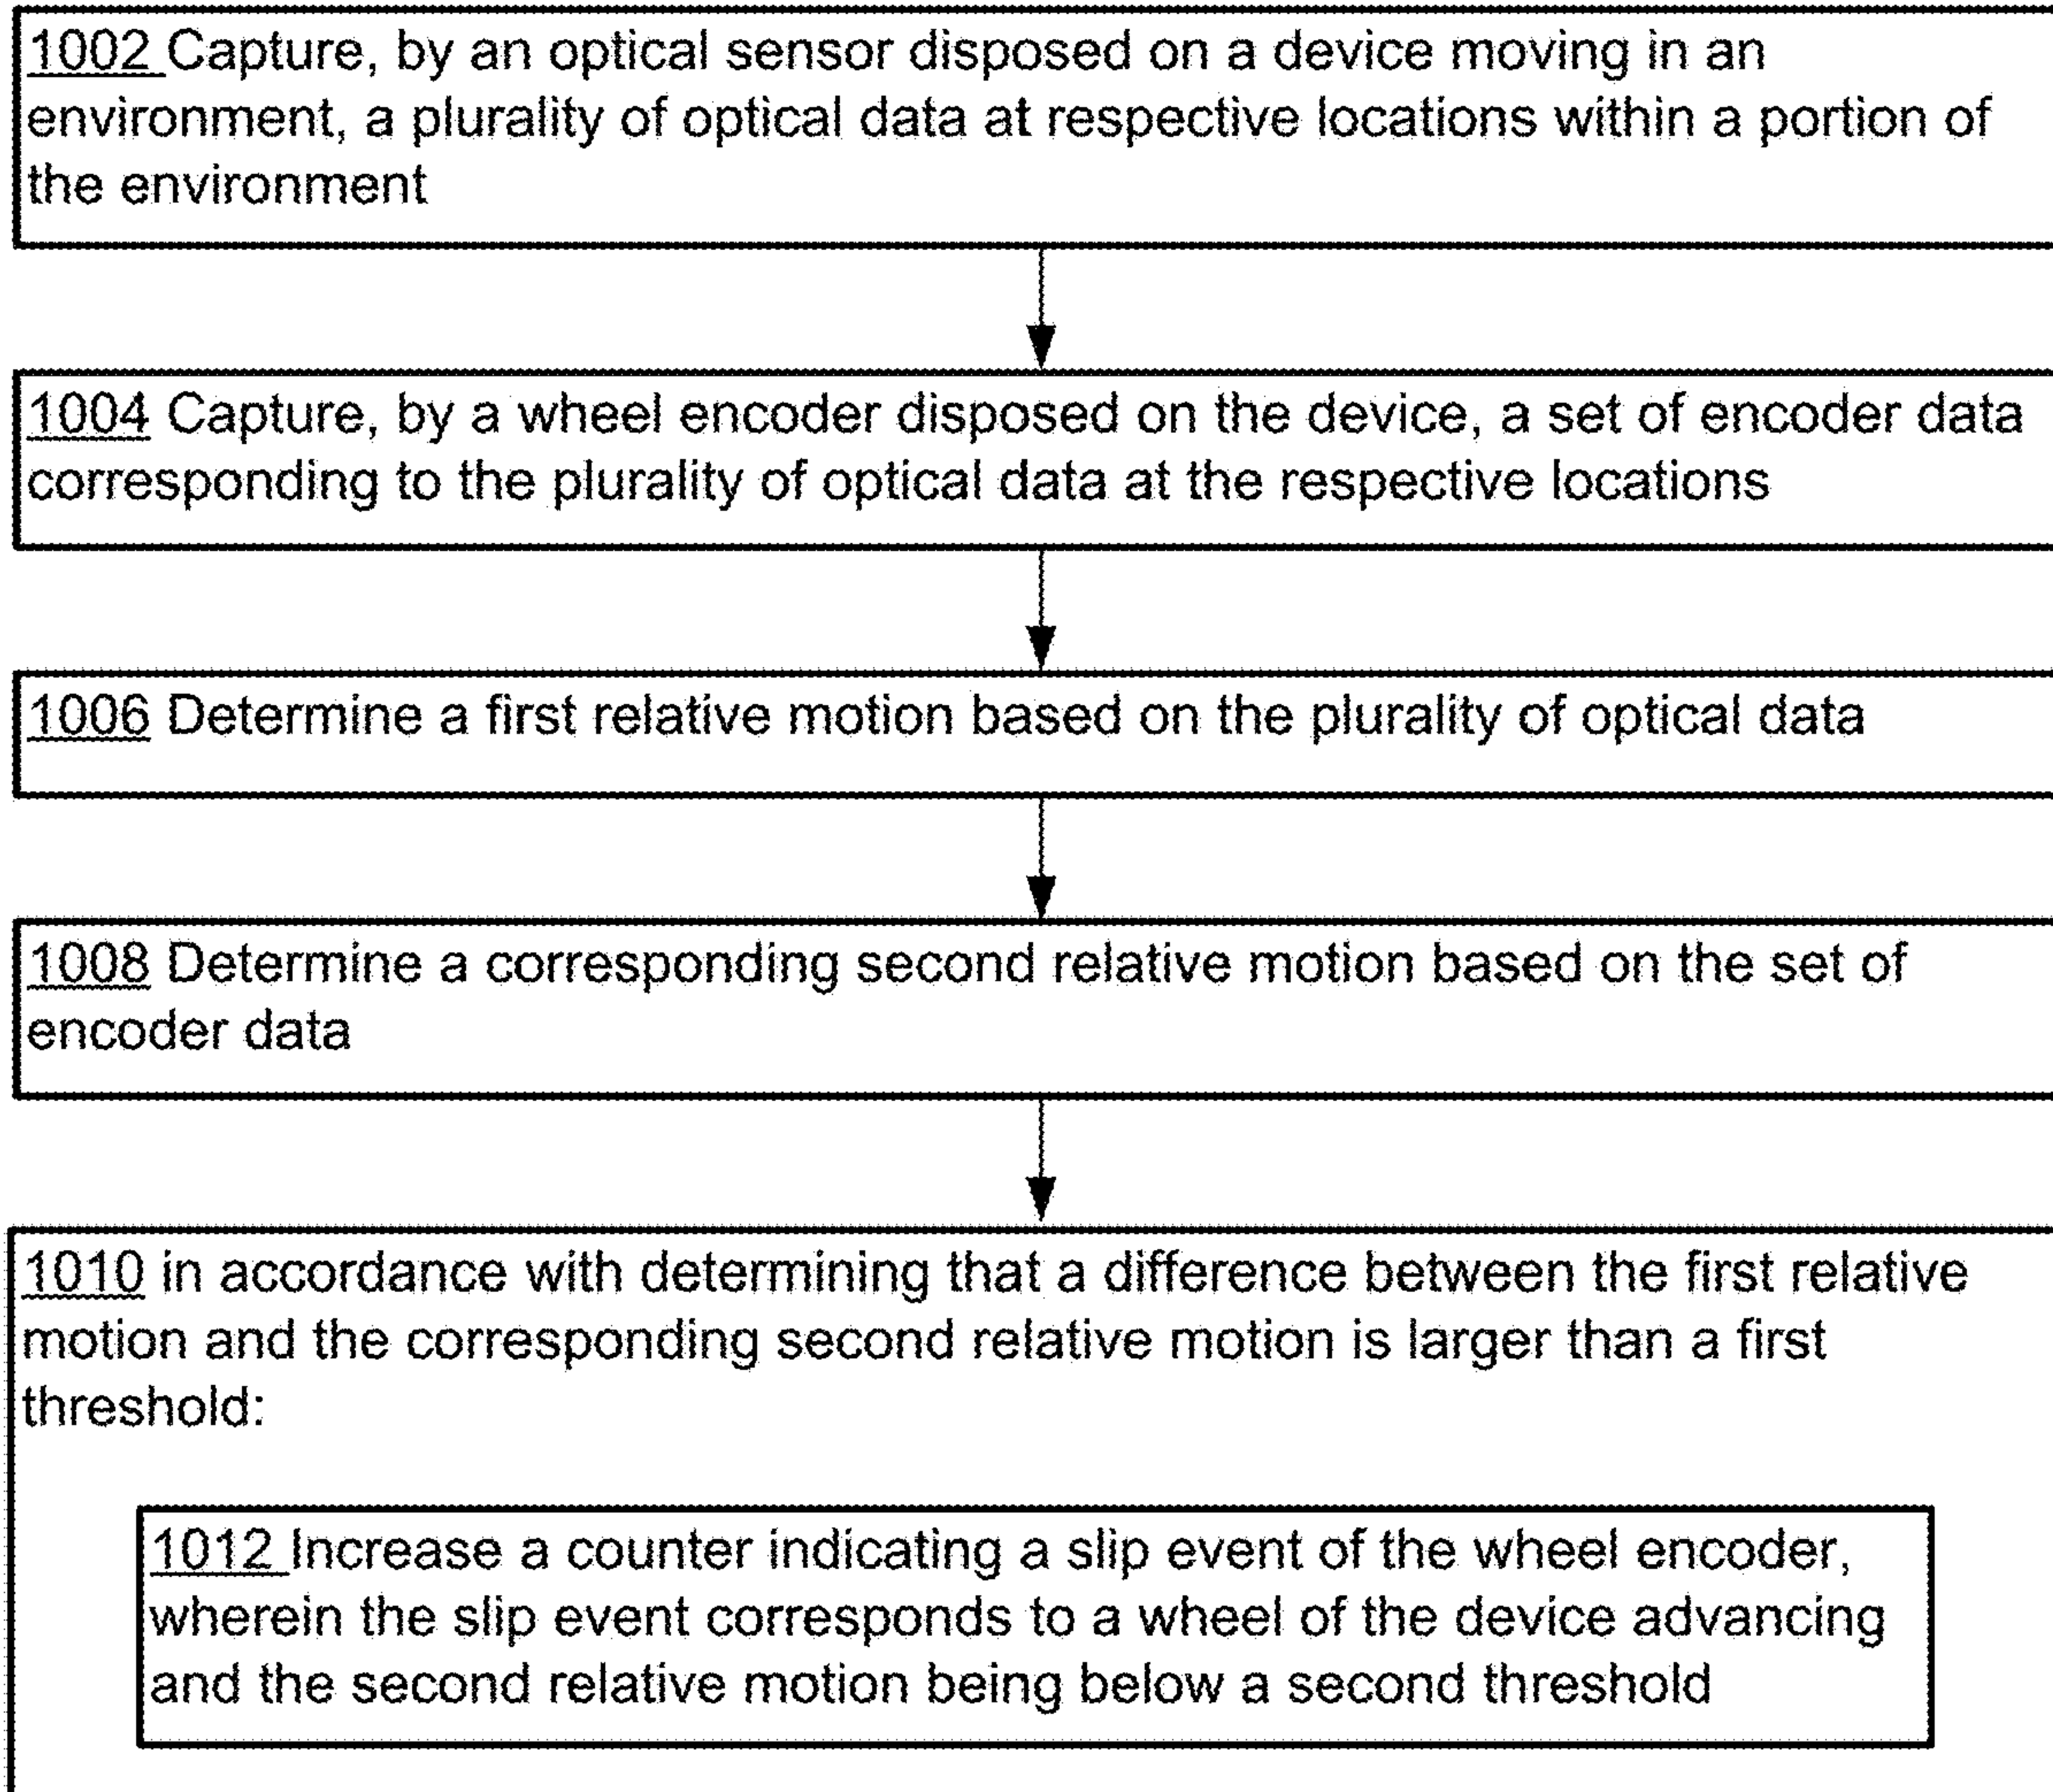 1002 Capture, by an optical sensor disposed on a device moving in an
environment, a plurality of optical data at respective locations within a portion of
the environment
1004 Capture, by a wheel encoder disposed on the device, a set of encoder data
corresponding to the plurality of optical data at the respective locations
1006 Determine a first relative motion based on the plurality of optical data
1008 Determine a corresponding second relative motion based on the set of
encoder data
1010 in accordance with determining that a difference between the first relative
motion and the corresponding second relative motion is larger than a first
threshold:
1012 Increase a counter indicating a slip event of the wheel encoder,
wherein the slip event corresponds to a wheel of the device advancing
and the second relative motion being below a second threshold